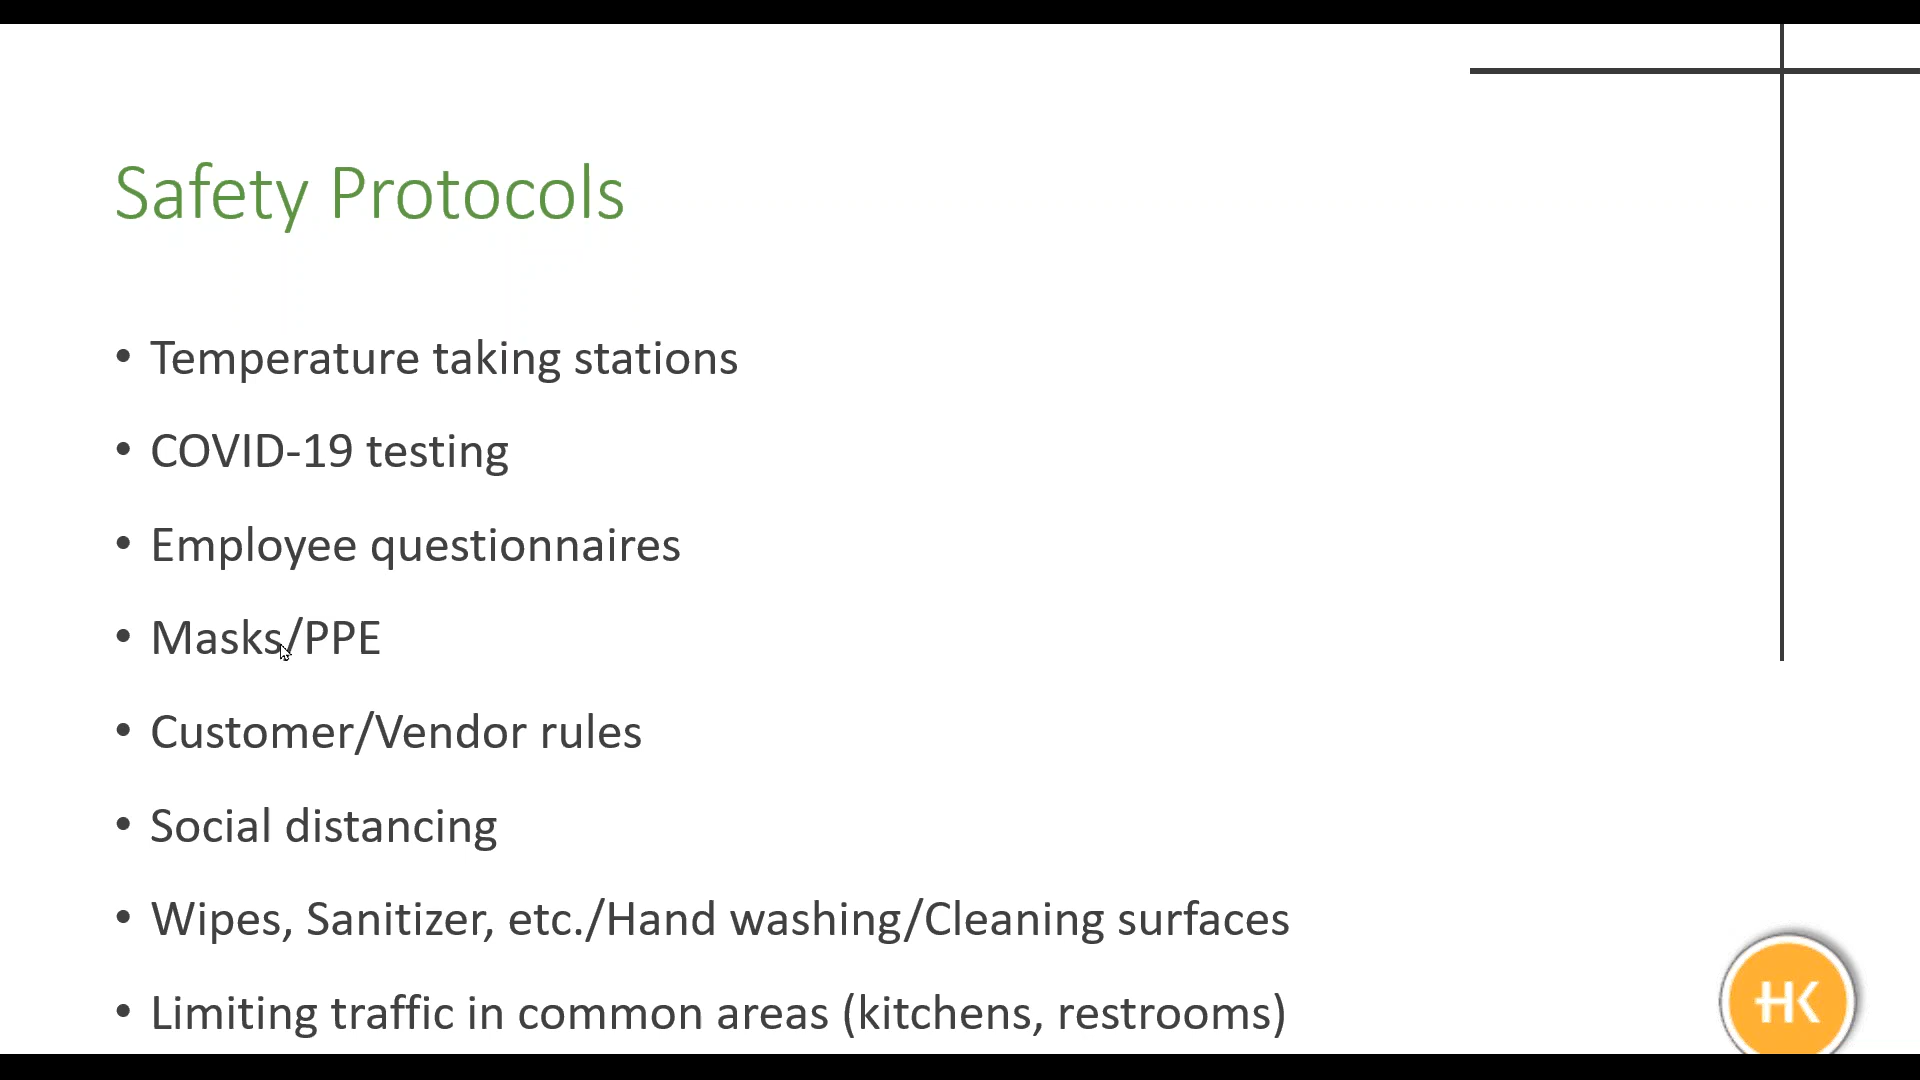 Safety Protocols
• Temperature taking stations
• COVID-19 testing
• Employee questionnaires
• Masks/PPE
• Customer/Vendor rules
• Social distancing
• Wipes, Sanitizer, etc./Hand washing/Cleaning surfaces
• Limiting traffic in common areas (kitchens, restrooms)
HK